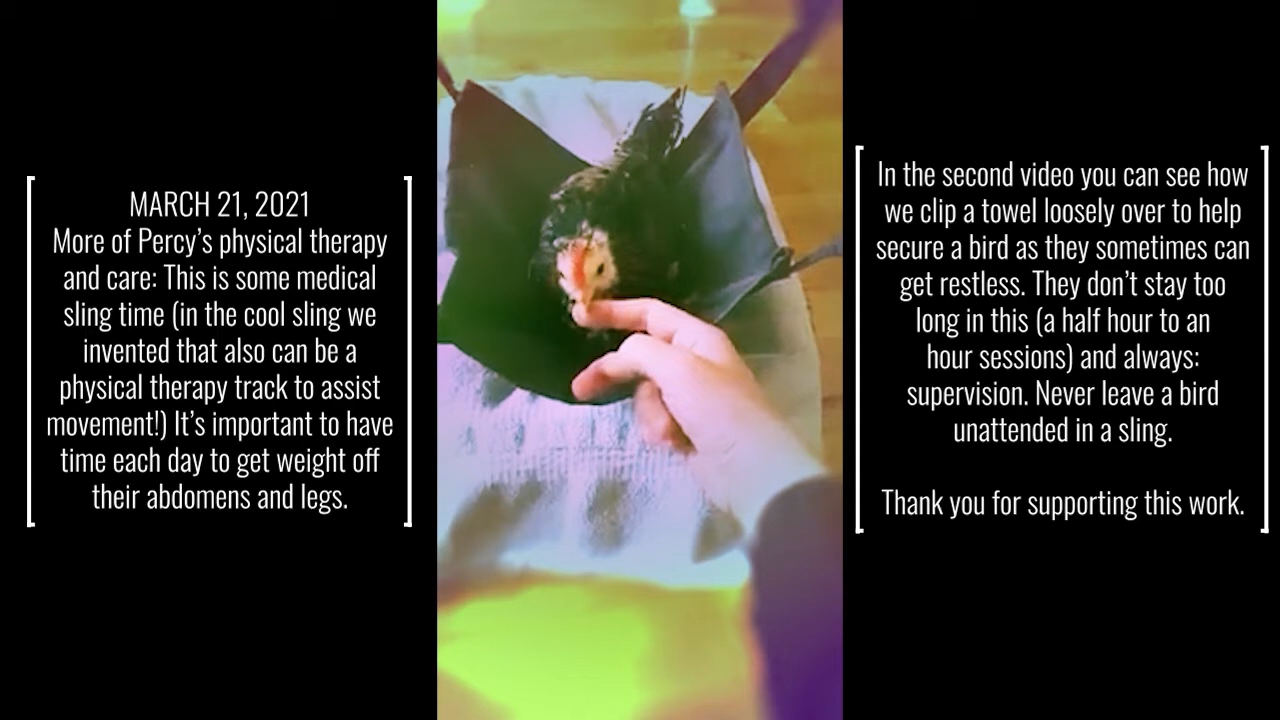 MARCH 21, 2021
More of Percy’s physical therapy
and care: This is some medical
sling time (in the cool sling we
invented that also can be a
physical therapy track to assist
movement!) It’s important to have
time each day to get weight off
their abdomens and legs.
In the second video you can see how
we clip a towel loosely over to help
secure a bird as they sometimes can
get restless. They don’t stay too
long in this (a half hour to an
hour sessions) and always:
supervision. Never leave a bird
unattended in a sling.
Thank you for supporting this work.